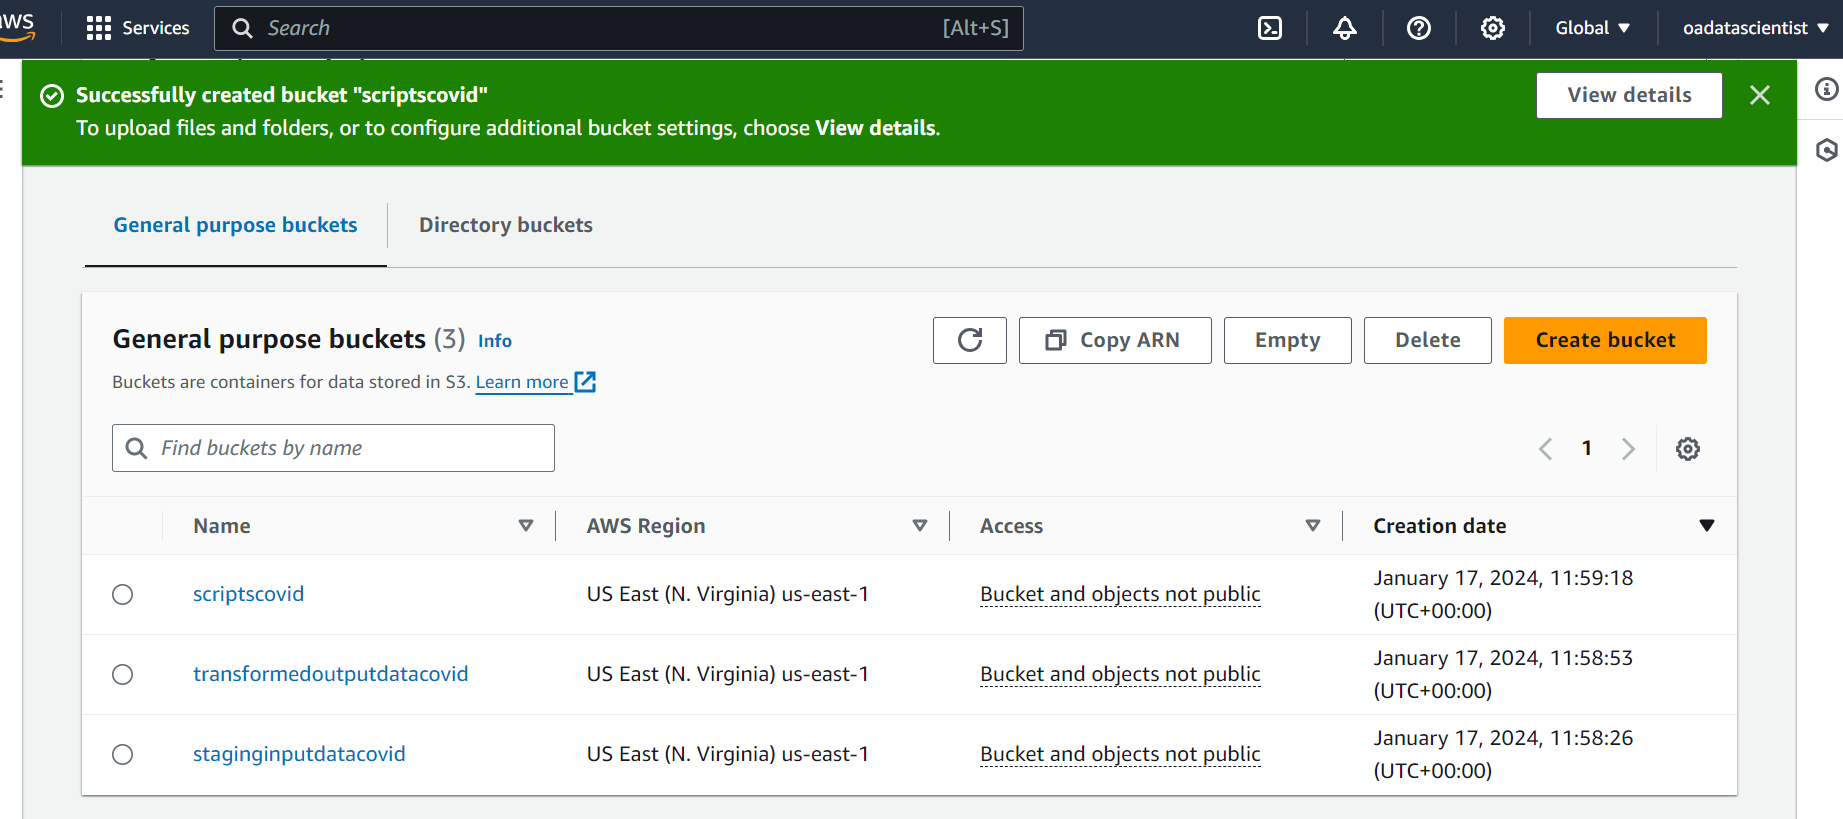 aws
Services
Search
[Alt+S]
Global
oadatascientist
Successfully created bucket "scriptscovid"
To upload files and folders, or to configure additional bucket settings, choose View details.
View details
General purpose buckets
Directory buckets
General purpose buckets (3) Info
Copy ARN
Empty
Delete
Create bucket
Buckets are containers for data stored in S3. Learn more
Find buckets by name
1
Name
AWS Region
Access
Creation date
scriptscovid
US East (N. Virginia) us-east-1
Bucket and objects not public
January 17, 2024, 11:59:18
(UTC+00:00)
transformedoutputdatacovid
US East (N. Virginia) us-east-1
Bucket and objects not public
January 17, 2024, 11:58:53
(UTC+00:00)
staginginputdatacovid
US East (N. Virginia) us-east-1
Bucket and objects not public
January 17, 2024, 11:58:26
(UTC+00:00)